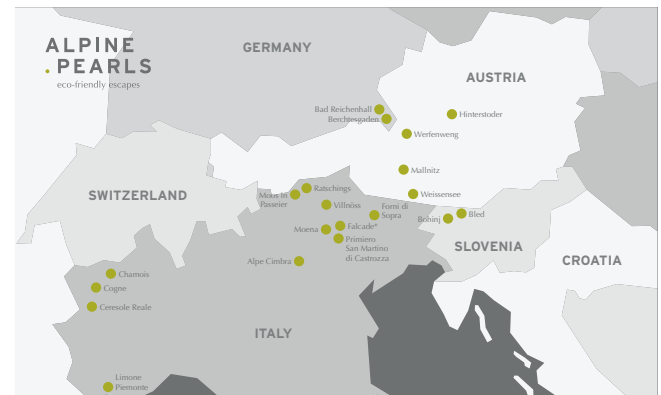 ALPINE
. PEARLS
eco-friendly escapes
GERMANY
AUSTRIA
Bad Reichenhall
Berchtesgaden
Hinterstoder
Werfenweng
Mallnitz
Weissensee
SWITZERLAND
Moos in
Passeier
Ratschings
Villnöss
Forni di
Sopra
Bohinj
Bled
Moena
Falcade*
Primiero
San Martino
di Castrozza
SLOVENIA
CROATIA
Alpe Cimbra
Chamois
Cogne
Ceresole Reale
ITALY
Limone
Piemonte